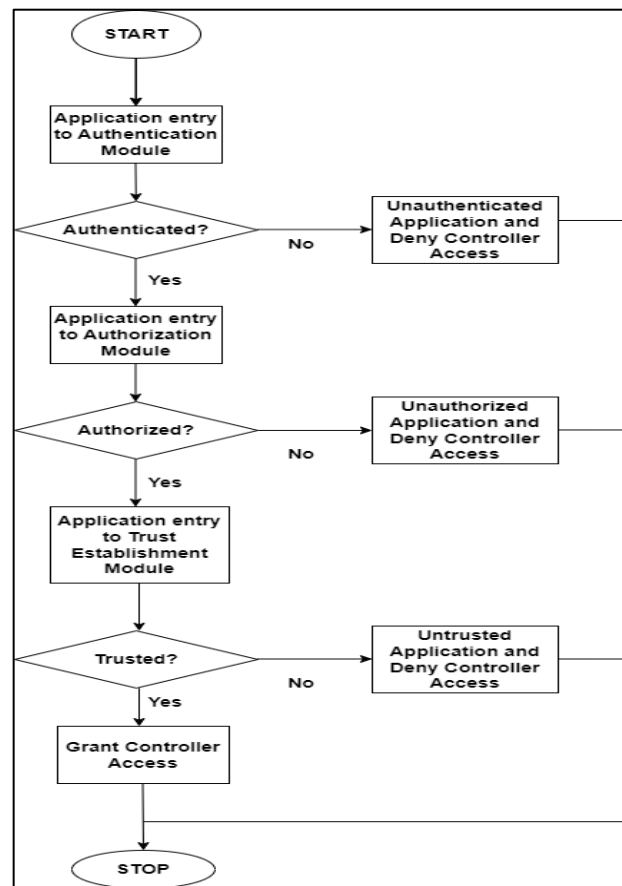 START
Application entry
to Authentication
Module
Authenticated?
No
Unauthenticated
Application and
Deny Controller
Access
Yes
Application entry
to Authorization
Module
Authorized?
No
Unauthorized
Application and
Deny Controller
Access
Yes
Application entry
to Trust
Establishment
Module
Trusted?
No
Untrusted
Application and
Deny Controller
Access
Yes
Grant Controller
Access
STOP